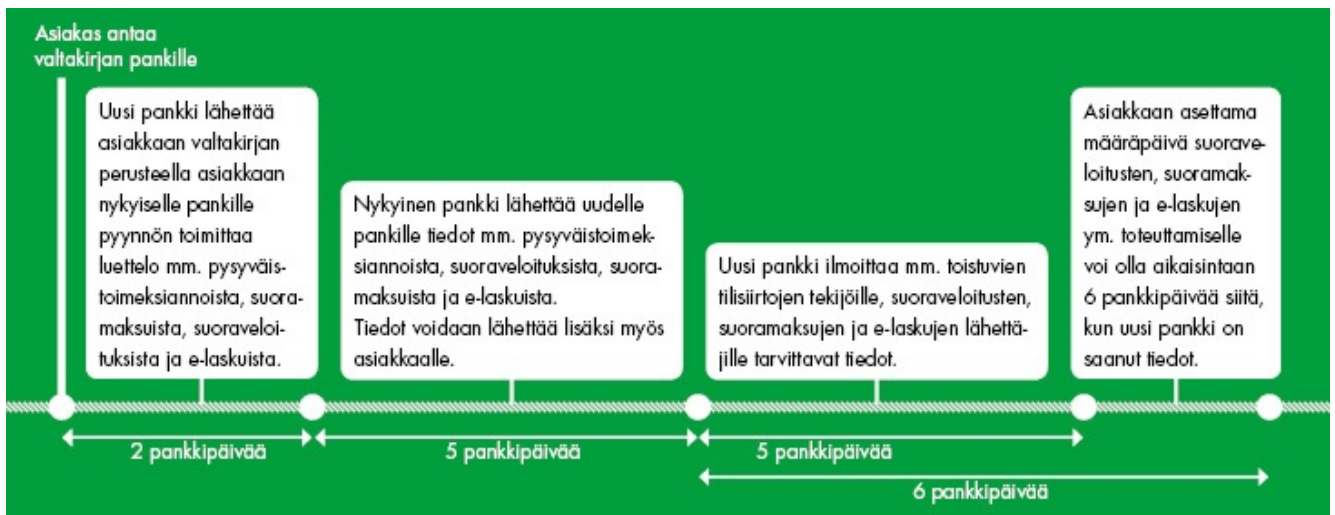 Asiakas antaa
valtakirjan pankille
Uusi pankki lähettää
asiakkaan valtakirjan
perusteella asiakkaan
nykyiselle pankille
pyynnön toimittaa
luettelo mm. pysyväis-
toimeksiannoista, suora-
maksuista, suoraveloi-
tuksista ja e-laskuista.
Nykyinen pankki lähettää uudelle
pankille tiedot mm. pysyväistoimek-
siannoista, suoraveloituksista, suora-
maksuista ja e-laskuista.
Tiedot voidaan lähettää lisäksi myös
asiakkaalle.
Uusi pankki ilmoittaa mm. toistuvien
tilisiirtojen tekijöille, suoraveloitusten,
suoramaksujen ja e-laskujen lähettä-
jille tarvittavat tiedot.
Asiakkaan asettama
määräpäivä suorave-
loitusten, suoramak-
sujen ja e-laskujen
ym. toteuttamiselle
voi olla aikaisintaan
6 pankkipäivää siitä,
kun uusi pankki on
saanut tiedot.
2 pankkipäivää
5 pankkipäivää
5 pankkipäivää
6 pankkipäivää